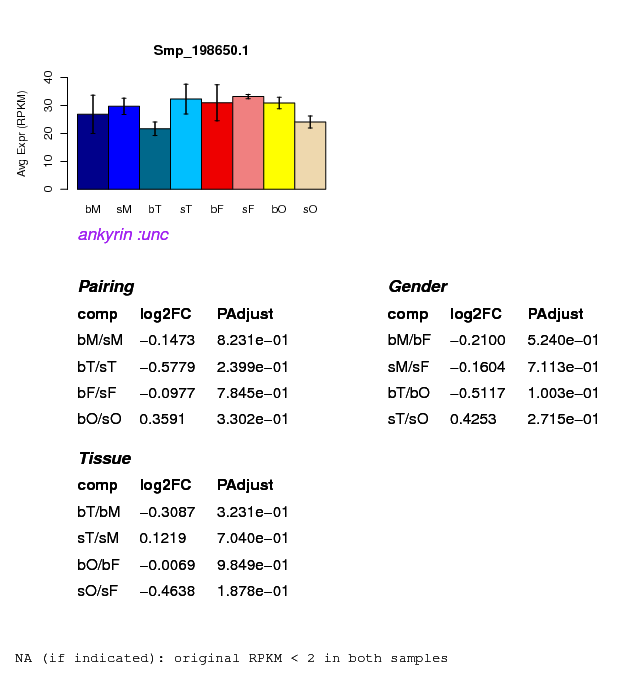 Smp_198650.1
Avg Expr (RPKM)
40
30
20
10
0
bM sM bT sT bF sF bO sO
ankyrin :unc
Pairing
comp log2FC PAdjust
bM/sM −0.1473 8.231e−01
bT/sT −0.5779 2.399e−01
bF/sF −0.0977 7.845e−01
bO/sO 0.3591 3.302e−01
Gender
comp log2FC PAdjust
bM/bF −0.2100 5.240e−01
sM/sF −0.1604 7.113e−01
bT/bO −0.5117 1.003e−01
sT/sO 0.4253 2.715e−01
Tissue
comp log2FC PAdjust
bT/bM −0.3087 3.231e−01
sT/sM 0.1219 7.040e−01
bO/bF −0.0069 9.849e−01
sO/sF −0.4638 1.878e−01
NA (if indicated): original RPKM < 2 in both samples